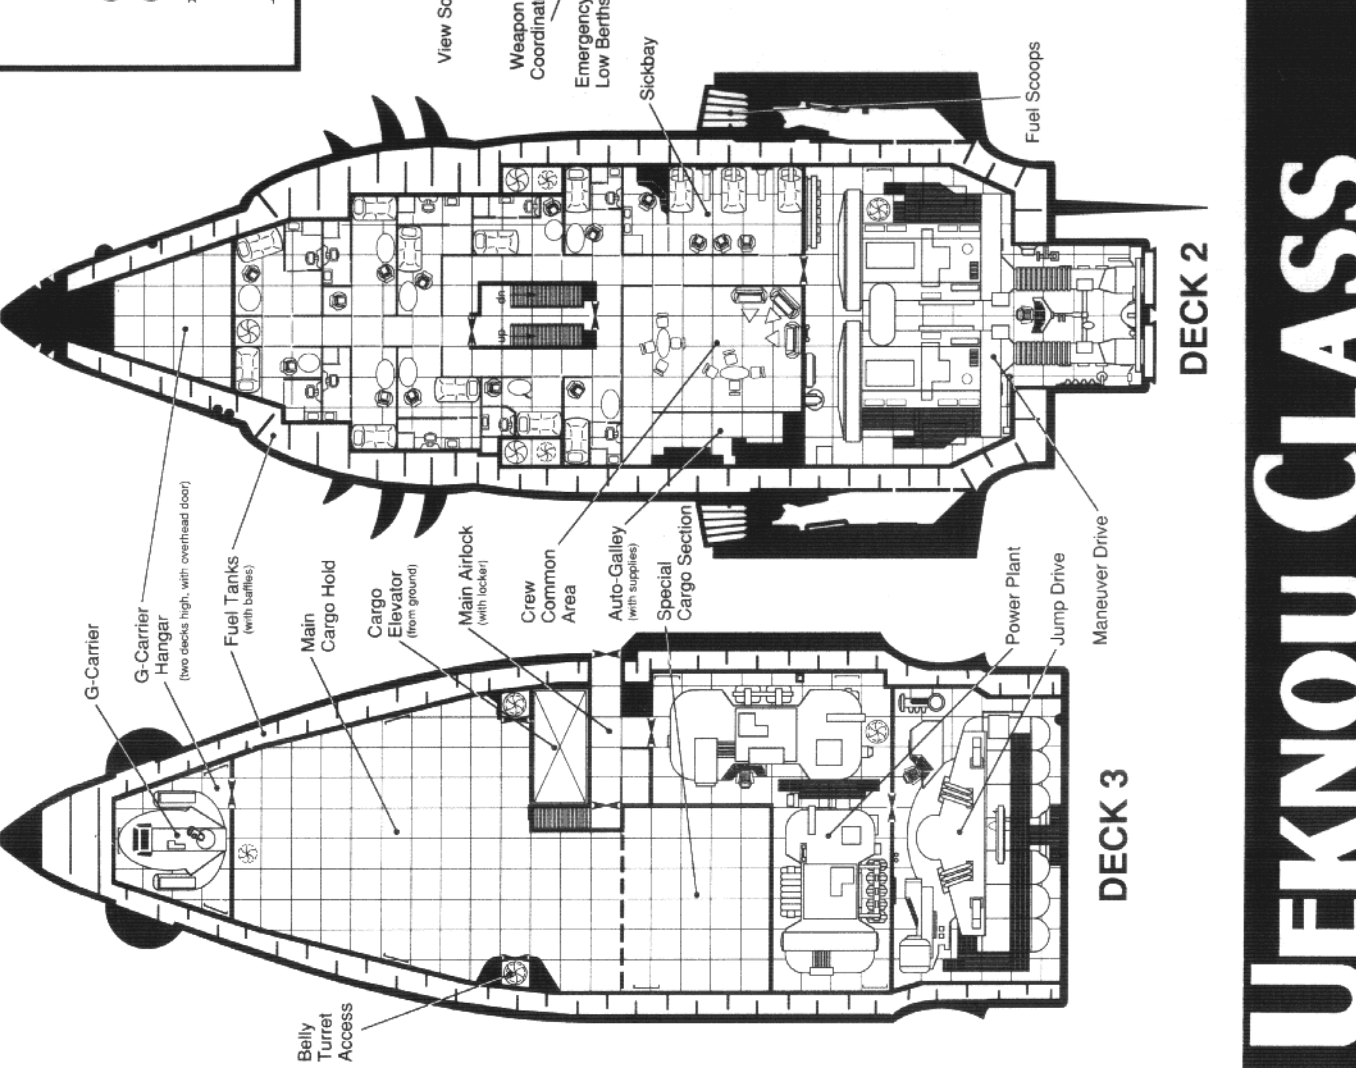 View Sc
Weapon
Coordinat
Emergency
Low Berths
Sickbay
Fuel Scoops
up
dn
DECK 2
G-Carrier
G-Carrier
Hangar
(two decks high, with overhead door)
Fuel Tanks
(with baffles)
Main
Cargo Hold
Cargo
Elevator
(from ground)
Main Airlock
(with locker)
Crew
Common
Area
Auto-Galley
(with supplies)
Special
Cargo Section
Power Plant
Jump Drive
Maneuver Drive
Belly
Turret
Access
DECK 3
UEKNOU CLASS